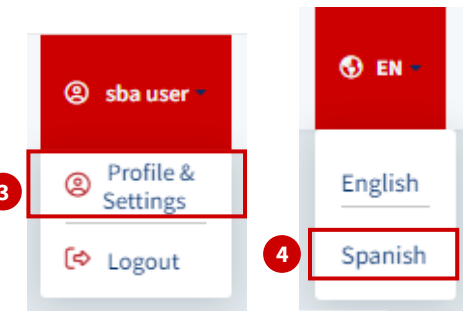 sba user
3
Profile &
Settings
Logout
EN
English
4
Spanish